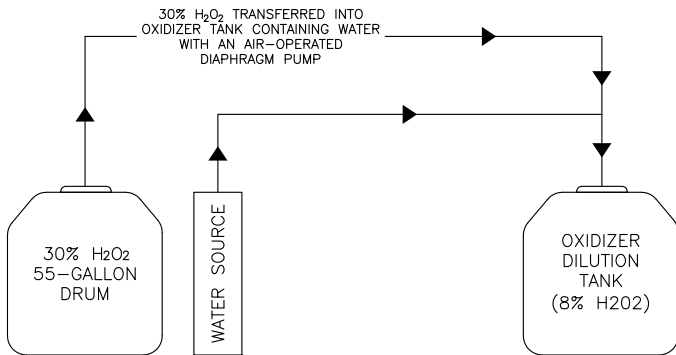 30% H₂O₂ TRANSFERRED INTO
OXIDIZER TANK CONTAINING WATER
WITH AN AIR-OPERATED
DIAPHRAGM PUMP
30% H₂O₂
55-GALLON
DRUM
WATER SOURCE
OXIDIZER
DILUTION
TANK
(8% H202)